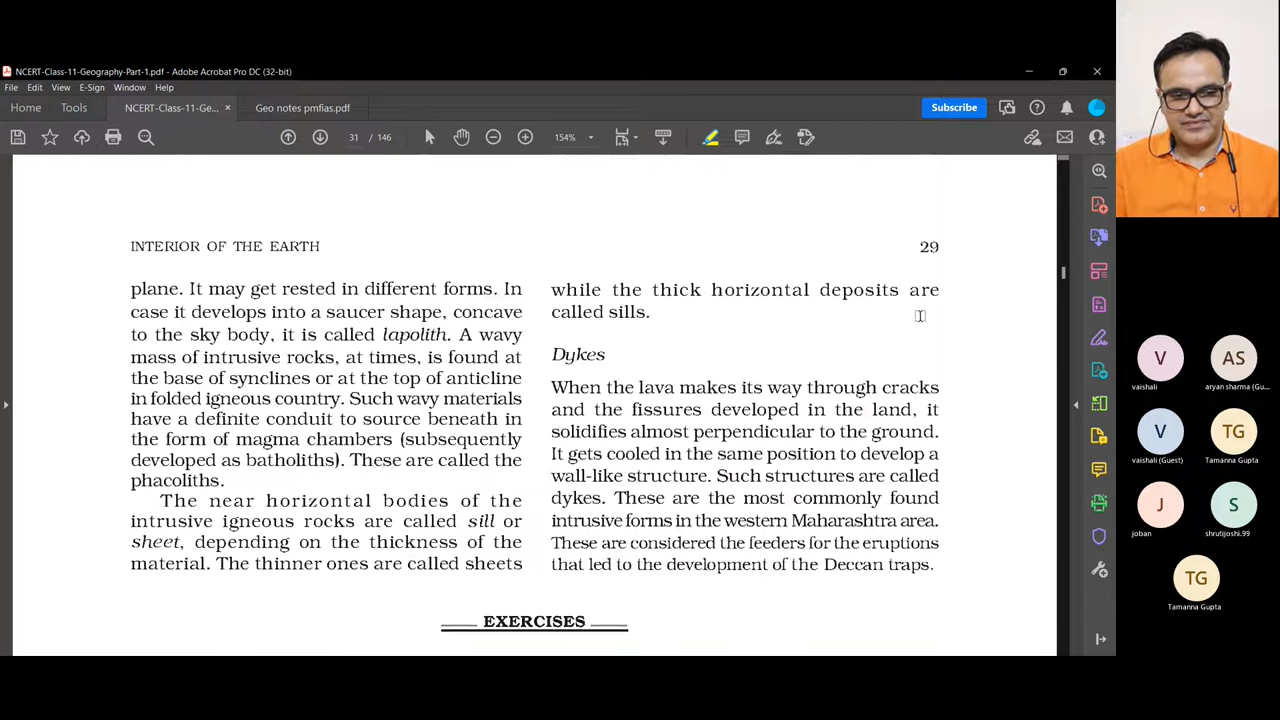 NCERT-Class-11-Geography-Part-1.pdf - Adobe Acrobat Pro DC (32-bit)
File Edit View E-Sign Window Help
Home Tools NCERT-Class-11-Ge... × Geo notes pmfias.pdf Subscribe
31 / 146 154%
INTERIOR OF THE EARTH 29
plane. It may get rested in different forms. In
case it develops into a saucer shape, concave
to the sky body, it is called lapolith. A wavy
mass of intrusive rocks, at times, is found at
the base of synclines or at the top of anticline
in folded igneous country. Such wavy materials
have a definite conduit to source beneath in
the form of magma chambers (subsequently
developed as batholiths). These are called the
phacoliths.
The near horizontal bodies of the
intrusive igneous rocks are called sill or
sheet, depending on the thickness of the
material. The thinner ones are called sheets
while the thick horizontal deposits are
called sills.
Dykes
When the lava makes its way through cracks
and the fissures developed in the land, it
solidifies almost perpendicular to the ground.
It gets cooled in the same position to develop a
wall-like structure. Such structures are called
dykes. These are the most commonly found
intrusive forms in the western Maharashtra area.
These are considered the feeders for the eruptions
that led to the development of the Deccan traps.
EXERCISES
V AS
vaishali aryan sharma (Gu...
V TG
vaishali (Guest) Tamanna Gupta
J S
joban shrutijoshi.99
TG
Tamanna Gupta